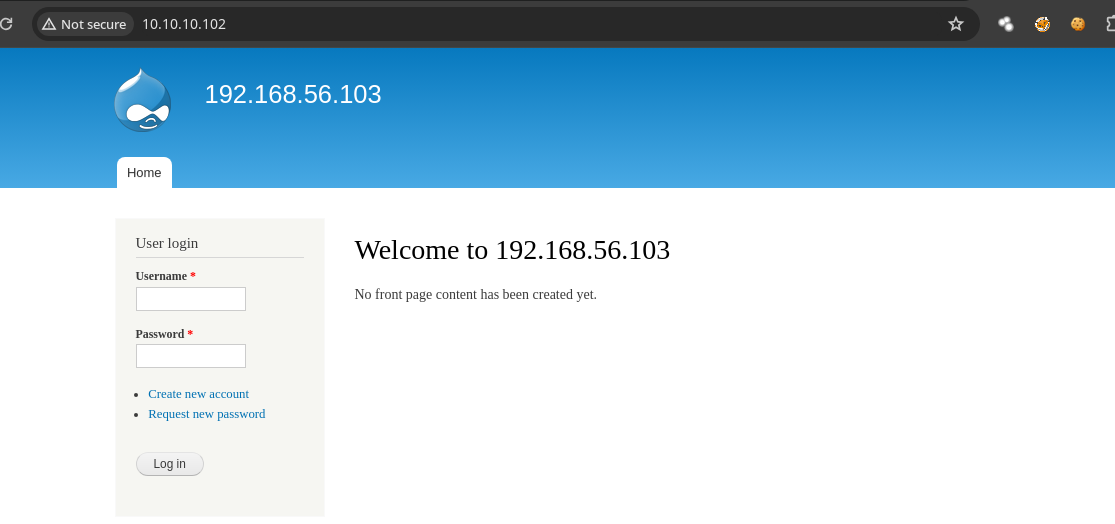 Not secure 10.10.10.102
192.168.56.103
Home
User login
Username *
Password *
Create new account
Request new password
Log in
Welcome to 192.168.56.103
No front page content has been created yet.